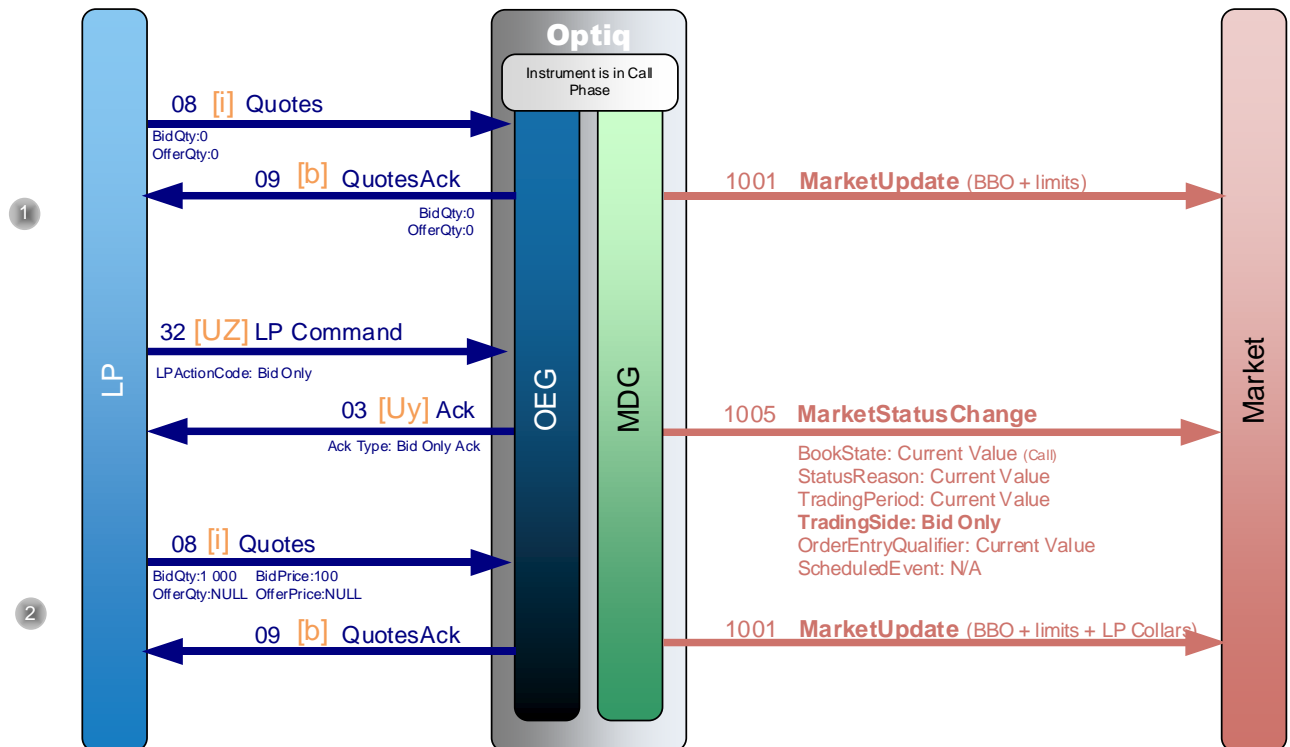 Optiq
Instrument is in Call
Phase
08 [i] Quotes
BidQty:0
OfferQty:0
09 [b] QuotesAck
BidQty:0
OfferQty:0
1001 MarketUpdate (BBO + limits)
1
32 [UZ] LP Command
LPActionCode: Bid Only
LP
OEG
MDG
Market
03 [Uy] Ack
Ack Type: Bid Only Ack
1005 MarketStatusChange
BookState: Current Value (Call)
StatusReason: Current Value
TradingPeriod: Current Value
TradingSide: Bid Only
OrderEntryQualifier: Current Value
ScheduledEvent: N/A
08 [i] Quotes
BidQty:1 000 BidPrice:100
OfferQty:NULL OfferPrice:NULL
2
09 [b] QuotesAck
1001 MarketUpdate (BBO + limits + LP Collars)